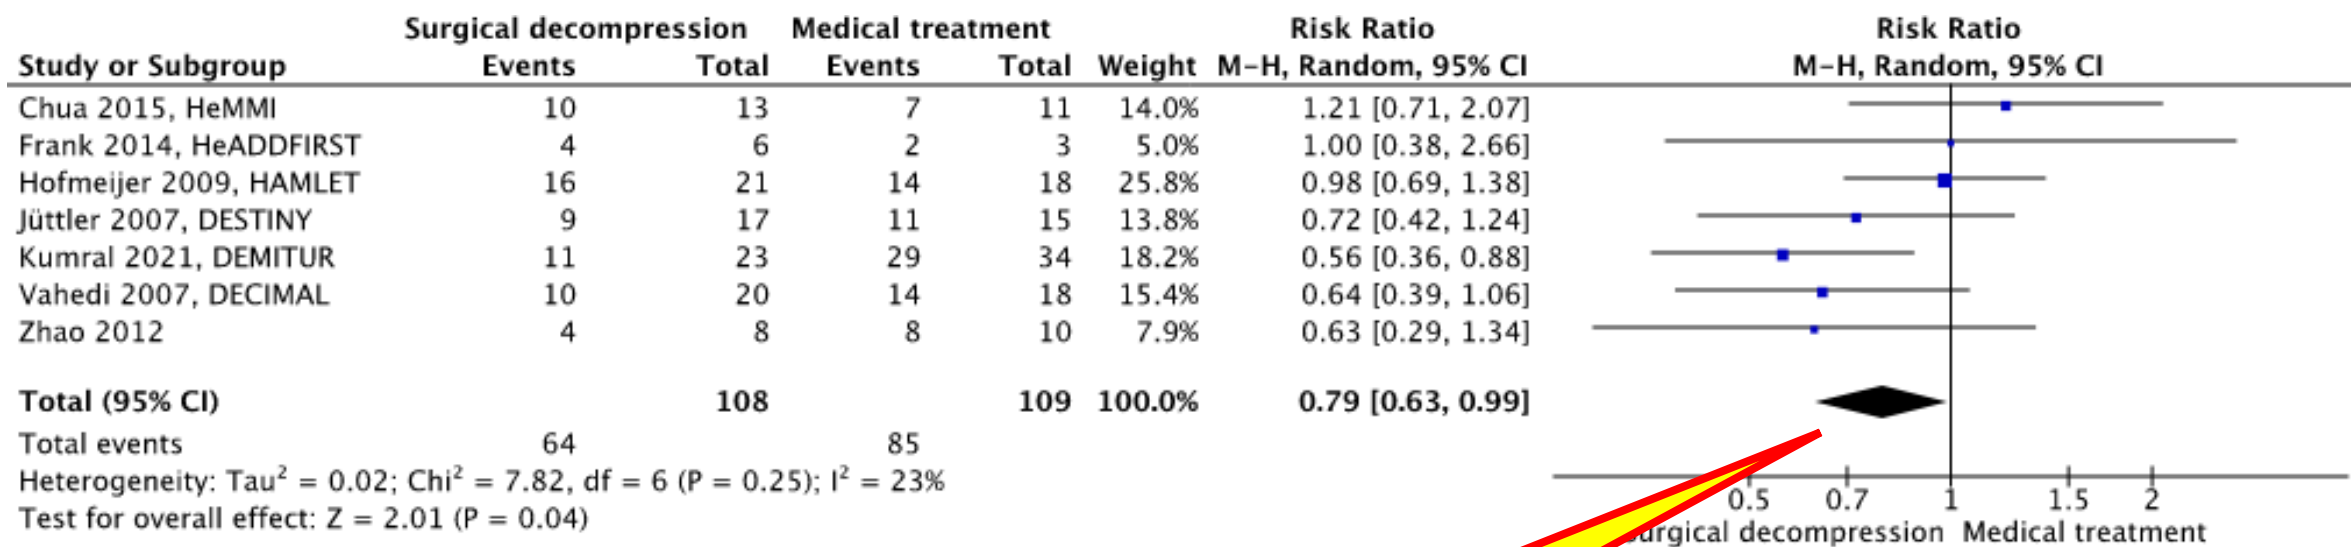 Surgical decompression Medical treatment Risk Ratio Risk Ratio
Study or Subgroup Events Total Events Total Weight M-H, Random, 95% CI M-H, Random, 95% CI
Chua 2015, HeMMI 10 13 7 11 14.0% 1.21 [0.71, 2.07]
Frank 2014, HeADDFIRST 4 6 2 3 5.0% 1.00 [0.38, 2.66]
Hofmeijer 2009, HAMLET 16 21 14 18 25.8% 0.98 [0.69, 1.38]
Jüttler 2007, DESTINY 9 17 11 15 13.8% 0.72 [0.42, 1.24]
Kumral 2021, DEMITUR 11 23 29 34 18.2% 0.56 [0.36, 0.88]
Vahedi 2007, DECIMAL 10 20 14 18 15.4% 0.64 [0.39, 1.06]
Zhao 2012 4 8 8 10 7.9% 0.63 [0.29, 1.34]
Total (95% CI) 108 109 100.0% 0.79 [0.63, 0.99]
Total events 64 85
Heterogeneity: Tau² = 0.02; Chi² = 7.82, df = 6 (P = 0.25); I² = 23%
Test for overall effect: Z = 2.01 (P = 0.04)
0.5 0.7 1 1.5 2
urgical decompression Medical treatment